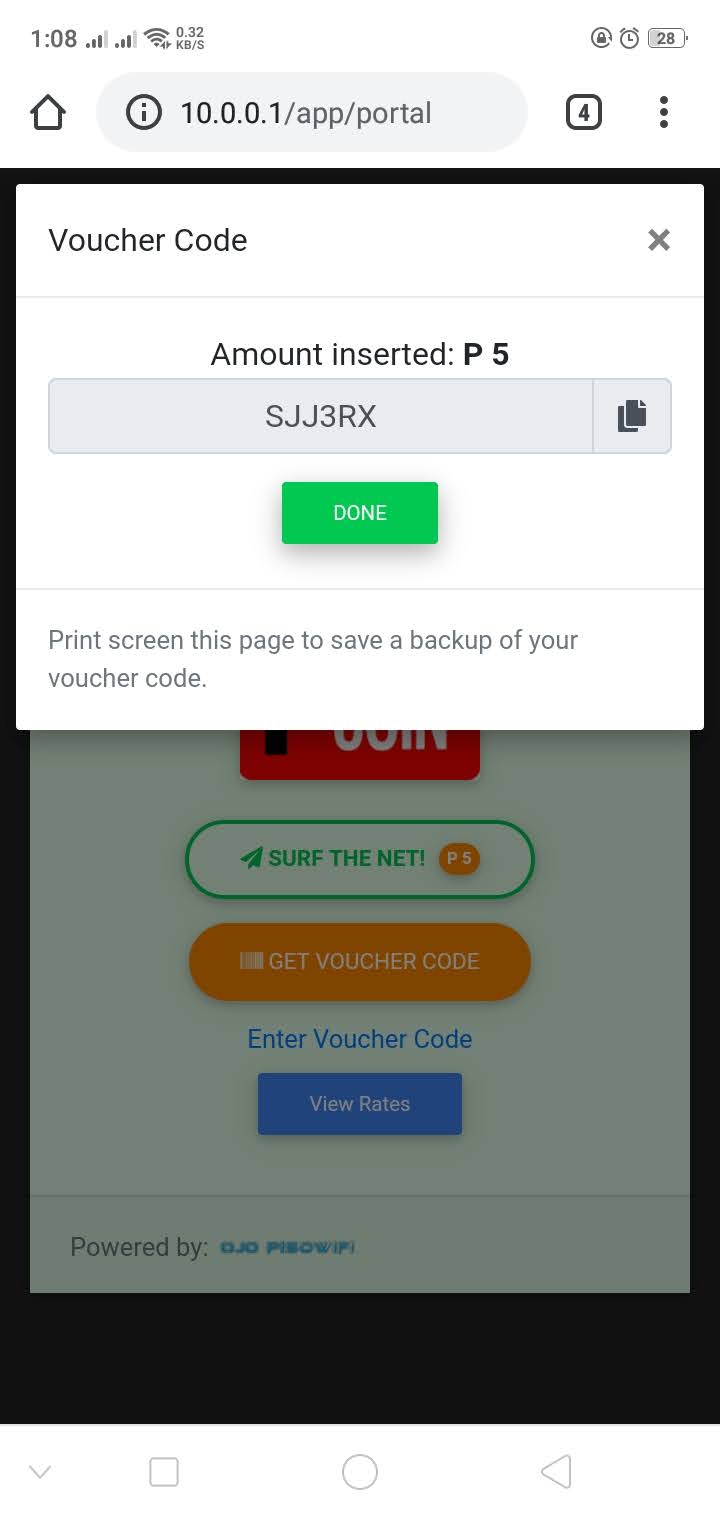 1:08
0.32
KB/S
28
10.0.0.1/app/portal
4
Voucher Code
×
Amount inserted: P 5
SJJ3RX
DONE
Print screen this page to save a backup of your
voucher code.
COIN
SURF THE NET! P 5
GET VOUCHER CODE
Enter Voucher Code
View Rates
Powered by: OJO PISOWIFI